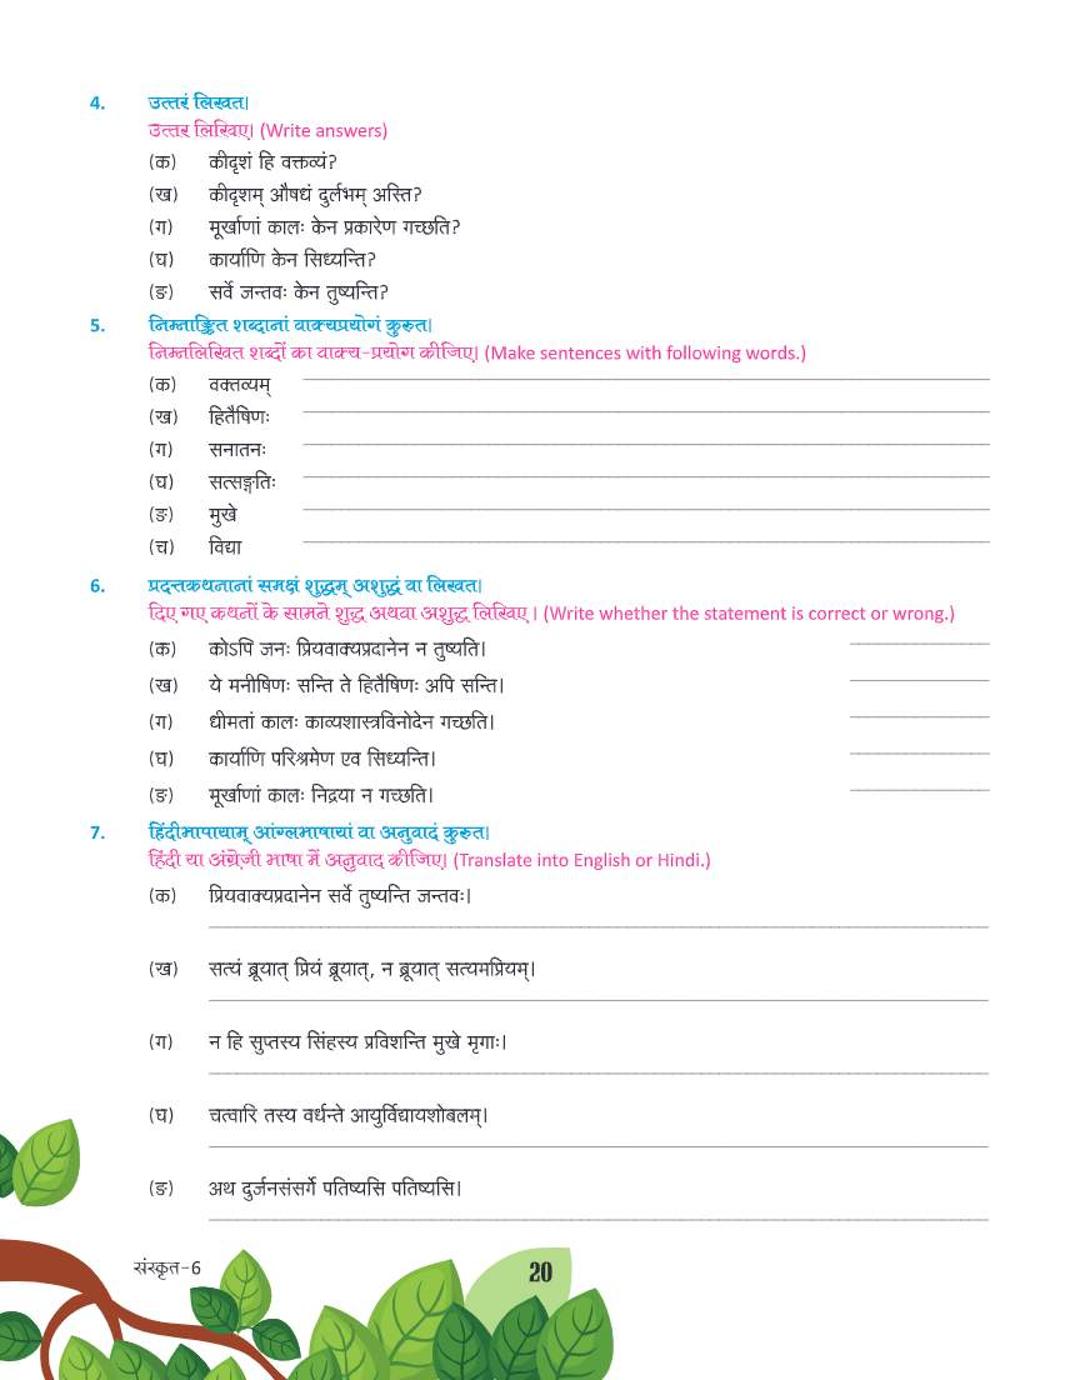 4. उत्तरं लिखत।
उत्तर लिखिए। (Write answers)
(क) कीदृशं हि वक्तव्यं?
(ख) कीदृशम् औषधं दुर्लभम् अस्ति?
(ग) मूर्खाणां कालः केन प्रकारेण गच्छति?
(घ) कार्याणि केन सिध्यन्ति?
(ङ) सर्वे जन्तवः केन तुष्यन्ति?
5. निम्नाङ्कित शब्दानां वाक्यप्रयोगं कुरुत।
निम्नलिखित शब्दों का वाक्य-प्रयोग कीजिए। (Make sentences with following words.)
(क) वक्तव्यम्
(ख) हितैषिणः
(ग) सनातनः
(घ) सत्सङ्गतिः
(ङ) मुखे
(च) विद्या
6. प्रदत्तकथनानां समक्षं शुद्धम् अशुद्धं वा लिखत।
दिए गए कथनों के सामने शुद्ध अथवा अशुद्ध लिखिए । (Write whether the statement is correct or wrong.)
(क) कोऽपि जनः प्रियवाक्यप्रदानेन न तुष्यति।
(ख) ये मनीषिणः सन्ति ते हितैषिणः अपि सन्ति।
(ग) धीमतां कालः काव्यशास्त्रविनोदेन गच्छति।
(घ) कार्याणि परिश्रमेण एव सिध्यन्ति।
(ङ) मूर्खाणां कालः निद्रया न गच्छति।
7. हिंदीभाषायाम् आंग्लभाषायां वा अनुवादं कुरुत।
हिंदी या अंग्रेजी भाषा में अनुवाद कीजिए। (Translate into English or Hindi.)
(क) प्रियवाक्यप्रदानेन सर्वे तुष्यन्ति जन्तवः।
(ख) सत्यं ब्रूयात् प्रियं ब्रूयात्, न ब्रूयात् सत्यमप्रियम्।
(ग) न हि सुप्तस्य सिंहस्य प्रविशन्ति मुखे मृगाः।
(घ) चत्वारि तस्य वर्धन्ते आयुर्विद्यायशोबलम्।
(ङ) अथ दुर्जनसंसर्गे पतिष्यसि पतिष्यसि।
संस्कृत-6
20